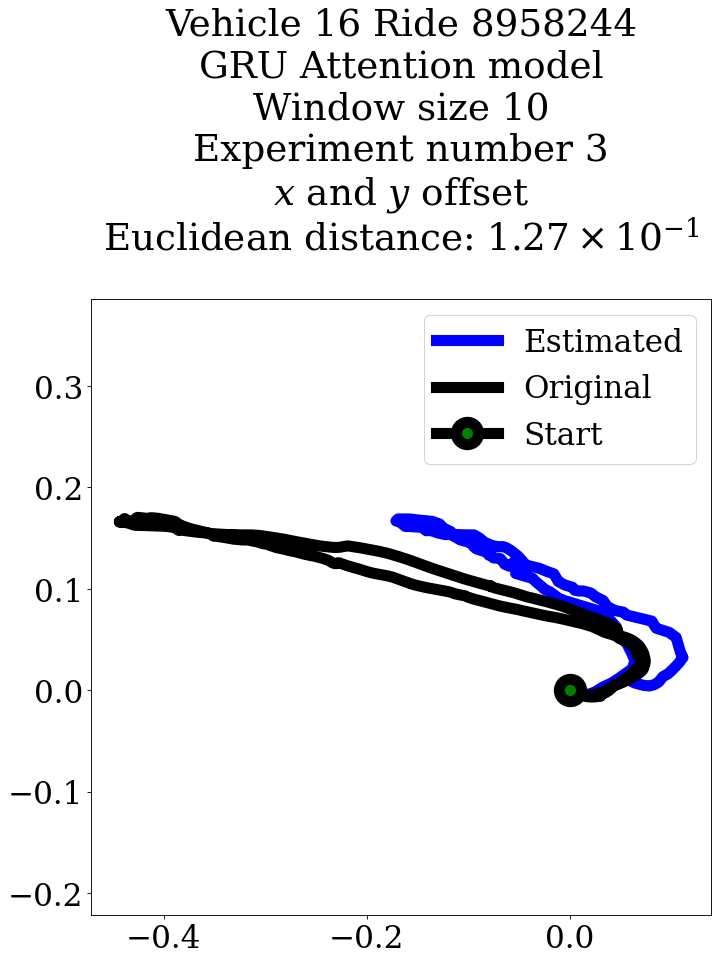 Vehicle 16 Ride 8958244
GRU Attention model
Window size 10
Experiment number 3
x and y offset
Euclidean distance: 1.27 × 10⁻¹
Estimated
Original
Start
0.3
0.2
0.1
0.0
−0.1
−0.2
−0.4
−0.2
0.0